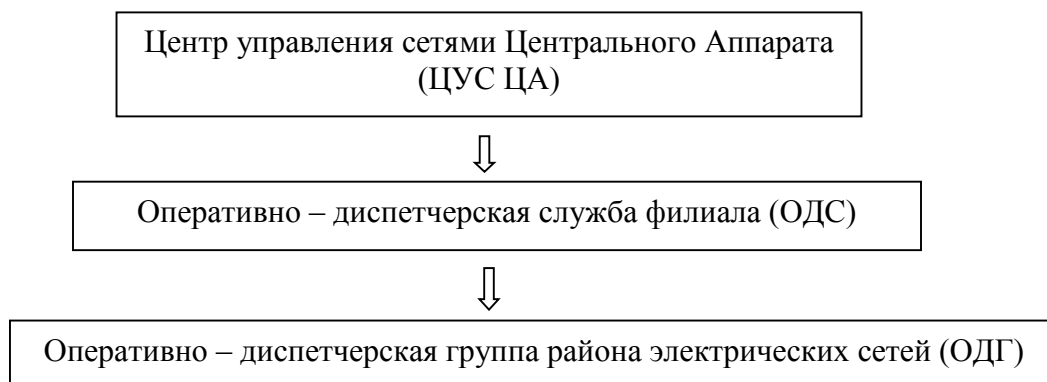 Центр управления сетями Центрального Аппарата
(ЦУС ЦА)
Оперативно – диспетчерская служба филиала (ОДС)
Оперативно – диспетчерская группа района электрических сетей (ОДГ)